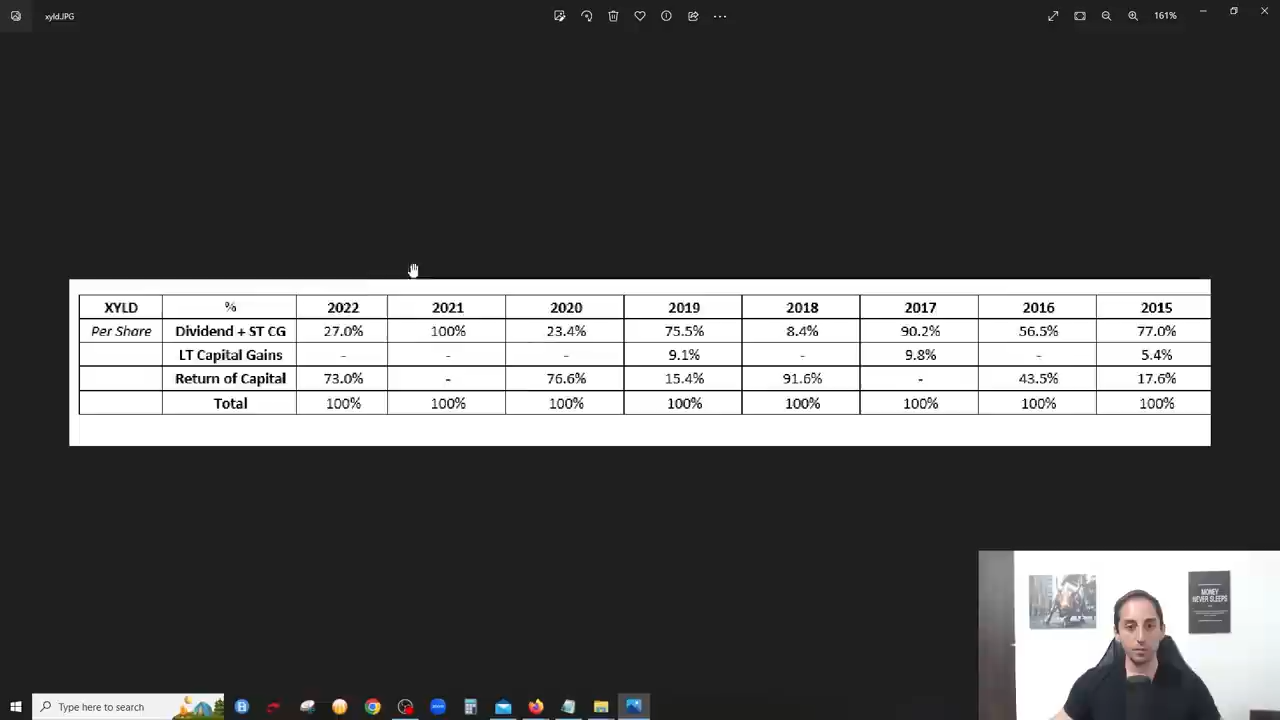 xyld.JPG
161%
XYLD % 2022 2021 2020 2019 2018 2017 2016 2015
Per Share Dividend + ST CG 27.0% 100% 23.4% 75.5% 8.4% 90.2% 56.5% 77.0%
LT Capital Gains - - - 9.1% - 9.8% - 5.4%
Return of Capital 73.0% - 76.6% 15.4% 91.6% - 43.5% 17.6%
Total 100% 100% 100% 100% 100% 100% 100% 100%
MONEY
NEVER SLEEPS
Type here to search